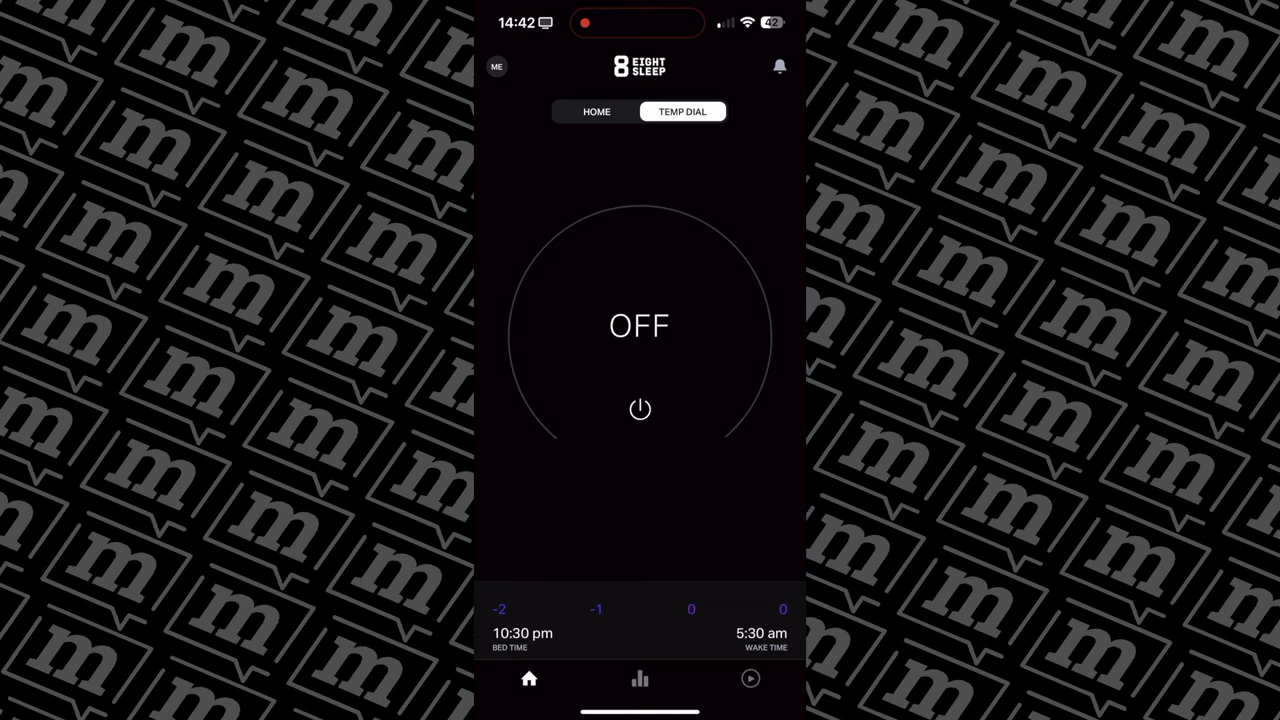 14:42
42
ME
8 EIGHT
SLEEP
HOME
TEMP DIAL
OFF
-2
-1
0
0
10:30 pm
5:30 am
BED TIME
WAKE TIME